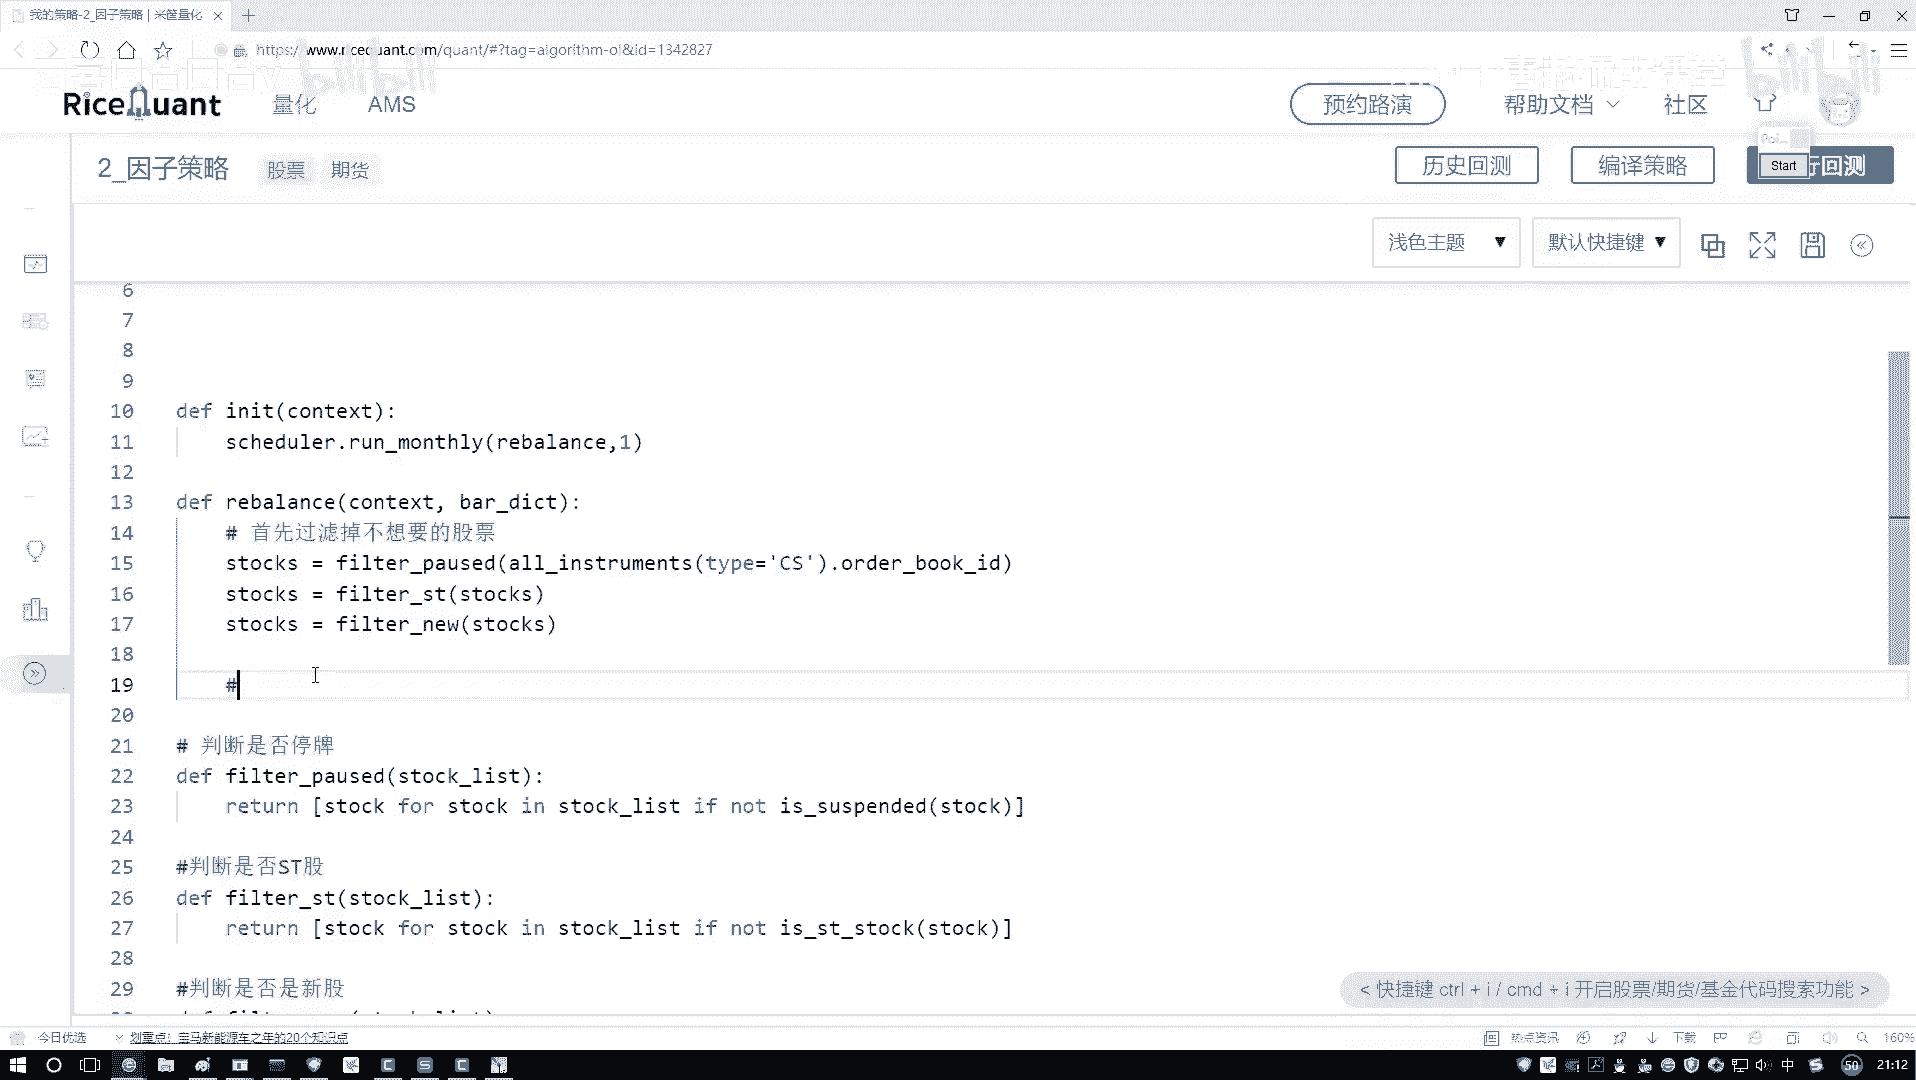 我的策略-2_因子策略 | 米筐量化
https://www.ricequant.com/quant/#?tag=algorithm-ol&id=1342827
bilibili
bilibili
RiceQuant 量化 AMS 预约路演 帮助文档 社区
2_因子策略 股票 期货 历史回测 编译策略 Start 回测
浅色主题 默认快捷键
6
7
8
9
10 def init(context):
11 scheduler.run_monthly(rebalance,1)
12
13 def rebalance(context, bar_dict):
14 # 首先过滤掉不想要的股票
15 stocks = filter_paused(all_instruments(type='CS').order_book_id)
16 stocks = filter_st(stocks)
17 stocks = filter_new(stocks)
18
19 #
20
21 # 判断是否停牌
22 def filter_paused(stock_list):
23 return [stock for stock in stock_list if not is_suspended(stock)]
24
25 #判断是否ST股
26 def filter_st(stock_list):
27 return [stock for stock in stock_list if not is_st_stock(stock)]
28
29 #判断是否是新股
< 快捷键 ctrl + i / cmd + i 开启股票/期货/基金代码搜索功能 >
今日优选 划重点！宝马新能源车之年的20个知识点 热点资讯 下载 160%
中 50 21:12